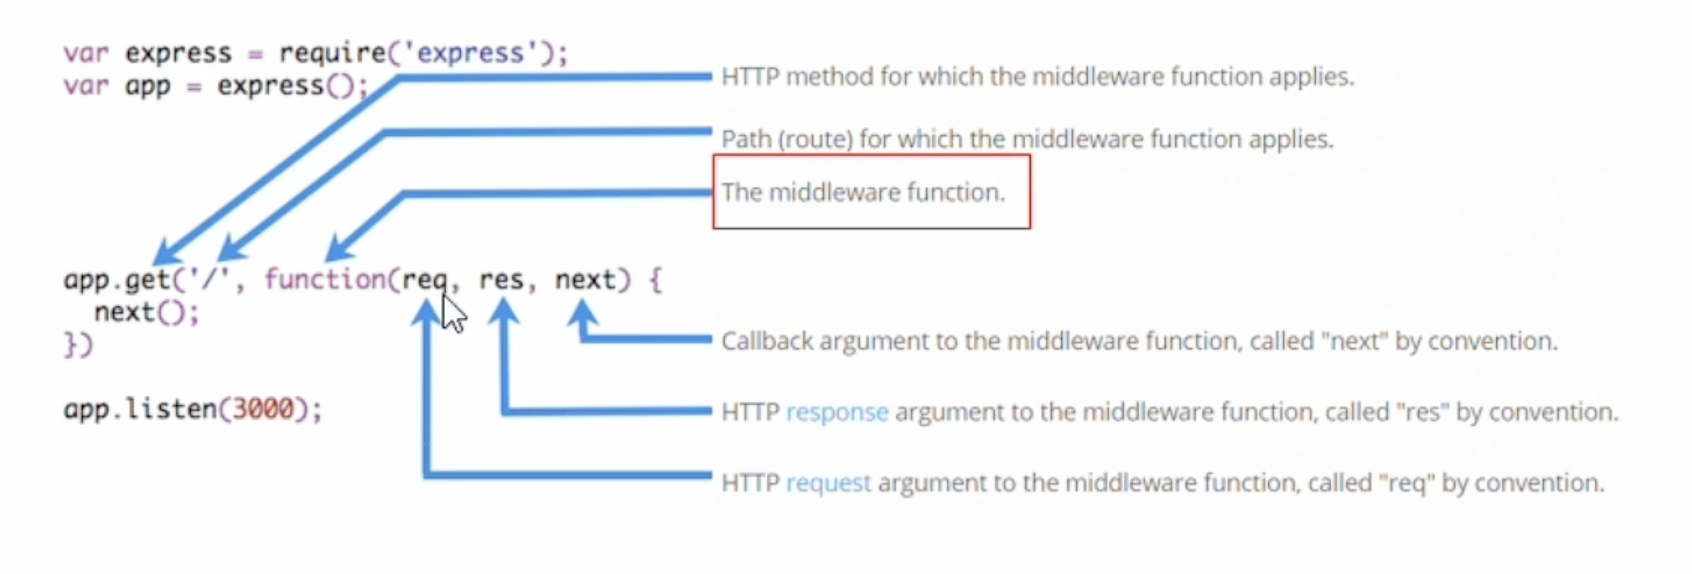 var express = require('express');
var app = express();
HTTP method for which the middleware function applies.
Path (route) for which the middleware function applies.
The middleware function.
app.get('/', function(req, res, next) {
next();
})
app.listen(3000);
Callback argument to the middleware function, called "next" by convention.
HTTP response argument to the middleware function, called "res" by convention.
HTTP request argument to the middleware function, called "req" by convention.